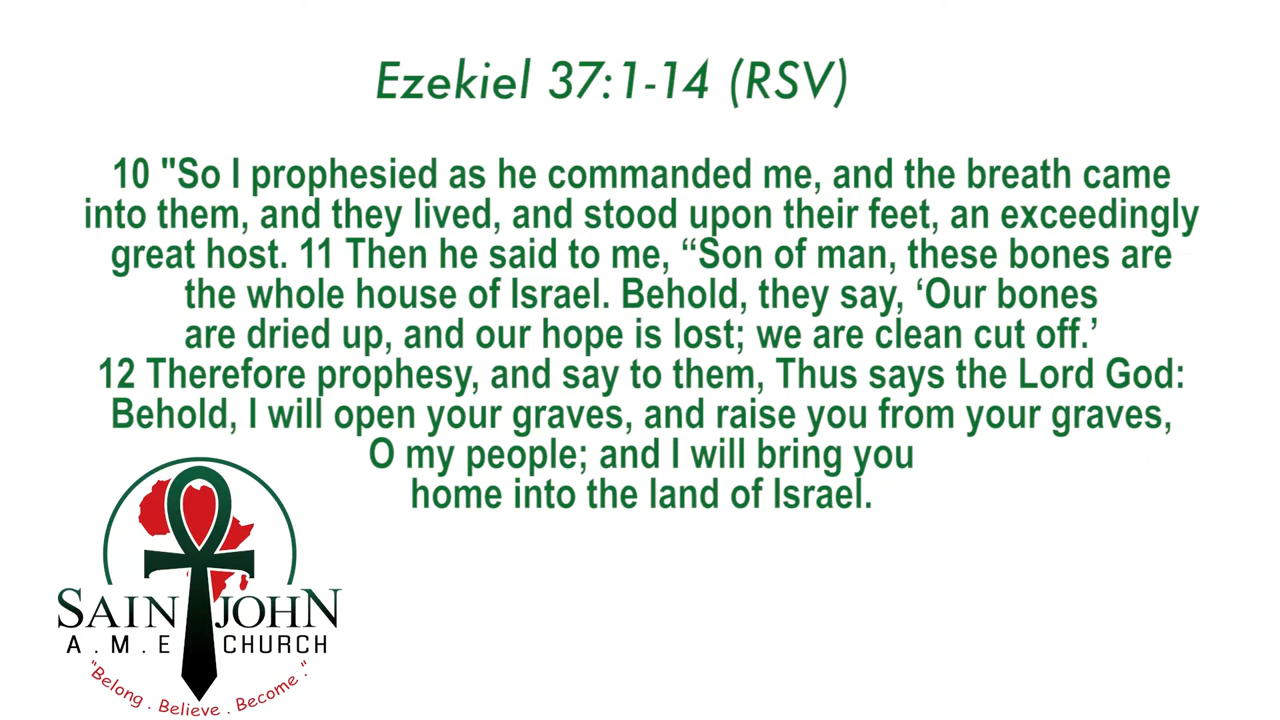 Ezekiel 37:1-14 (RSV)
10 "So I prophesied as he commanded me, and the breath came
into them, and they lived, and stood upon their feet, an exceedingly
great host. 11 Then he said to me, “Son of man, these bones are
the whole house of Israel. Behold, they say, ‘Our bones
are dried up, and our hope is lost; we are clean cut off.’
12 Therefore prophesy, and say to them, Thus says the Lord God:
Behold, I will open your graves, and raise you from your graves,
O my people; and I will bring you
home into the land of Israel.
SAINT JOHN
A.M.E CHURCH
"Belong . Believe . Become ."